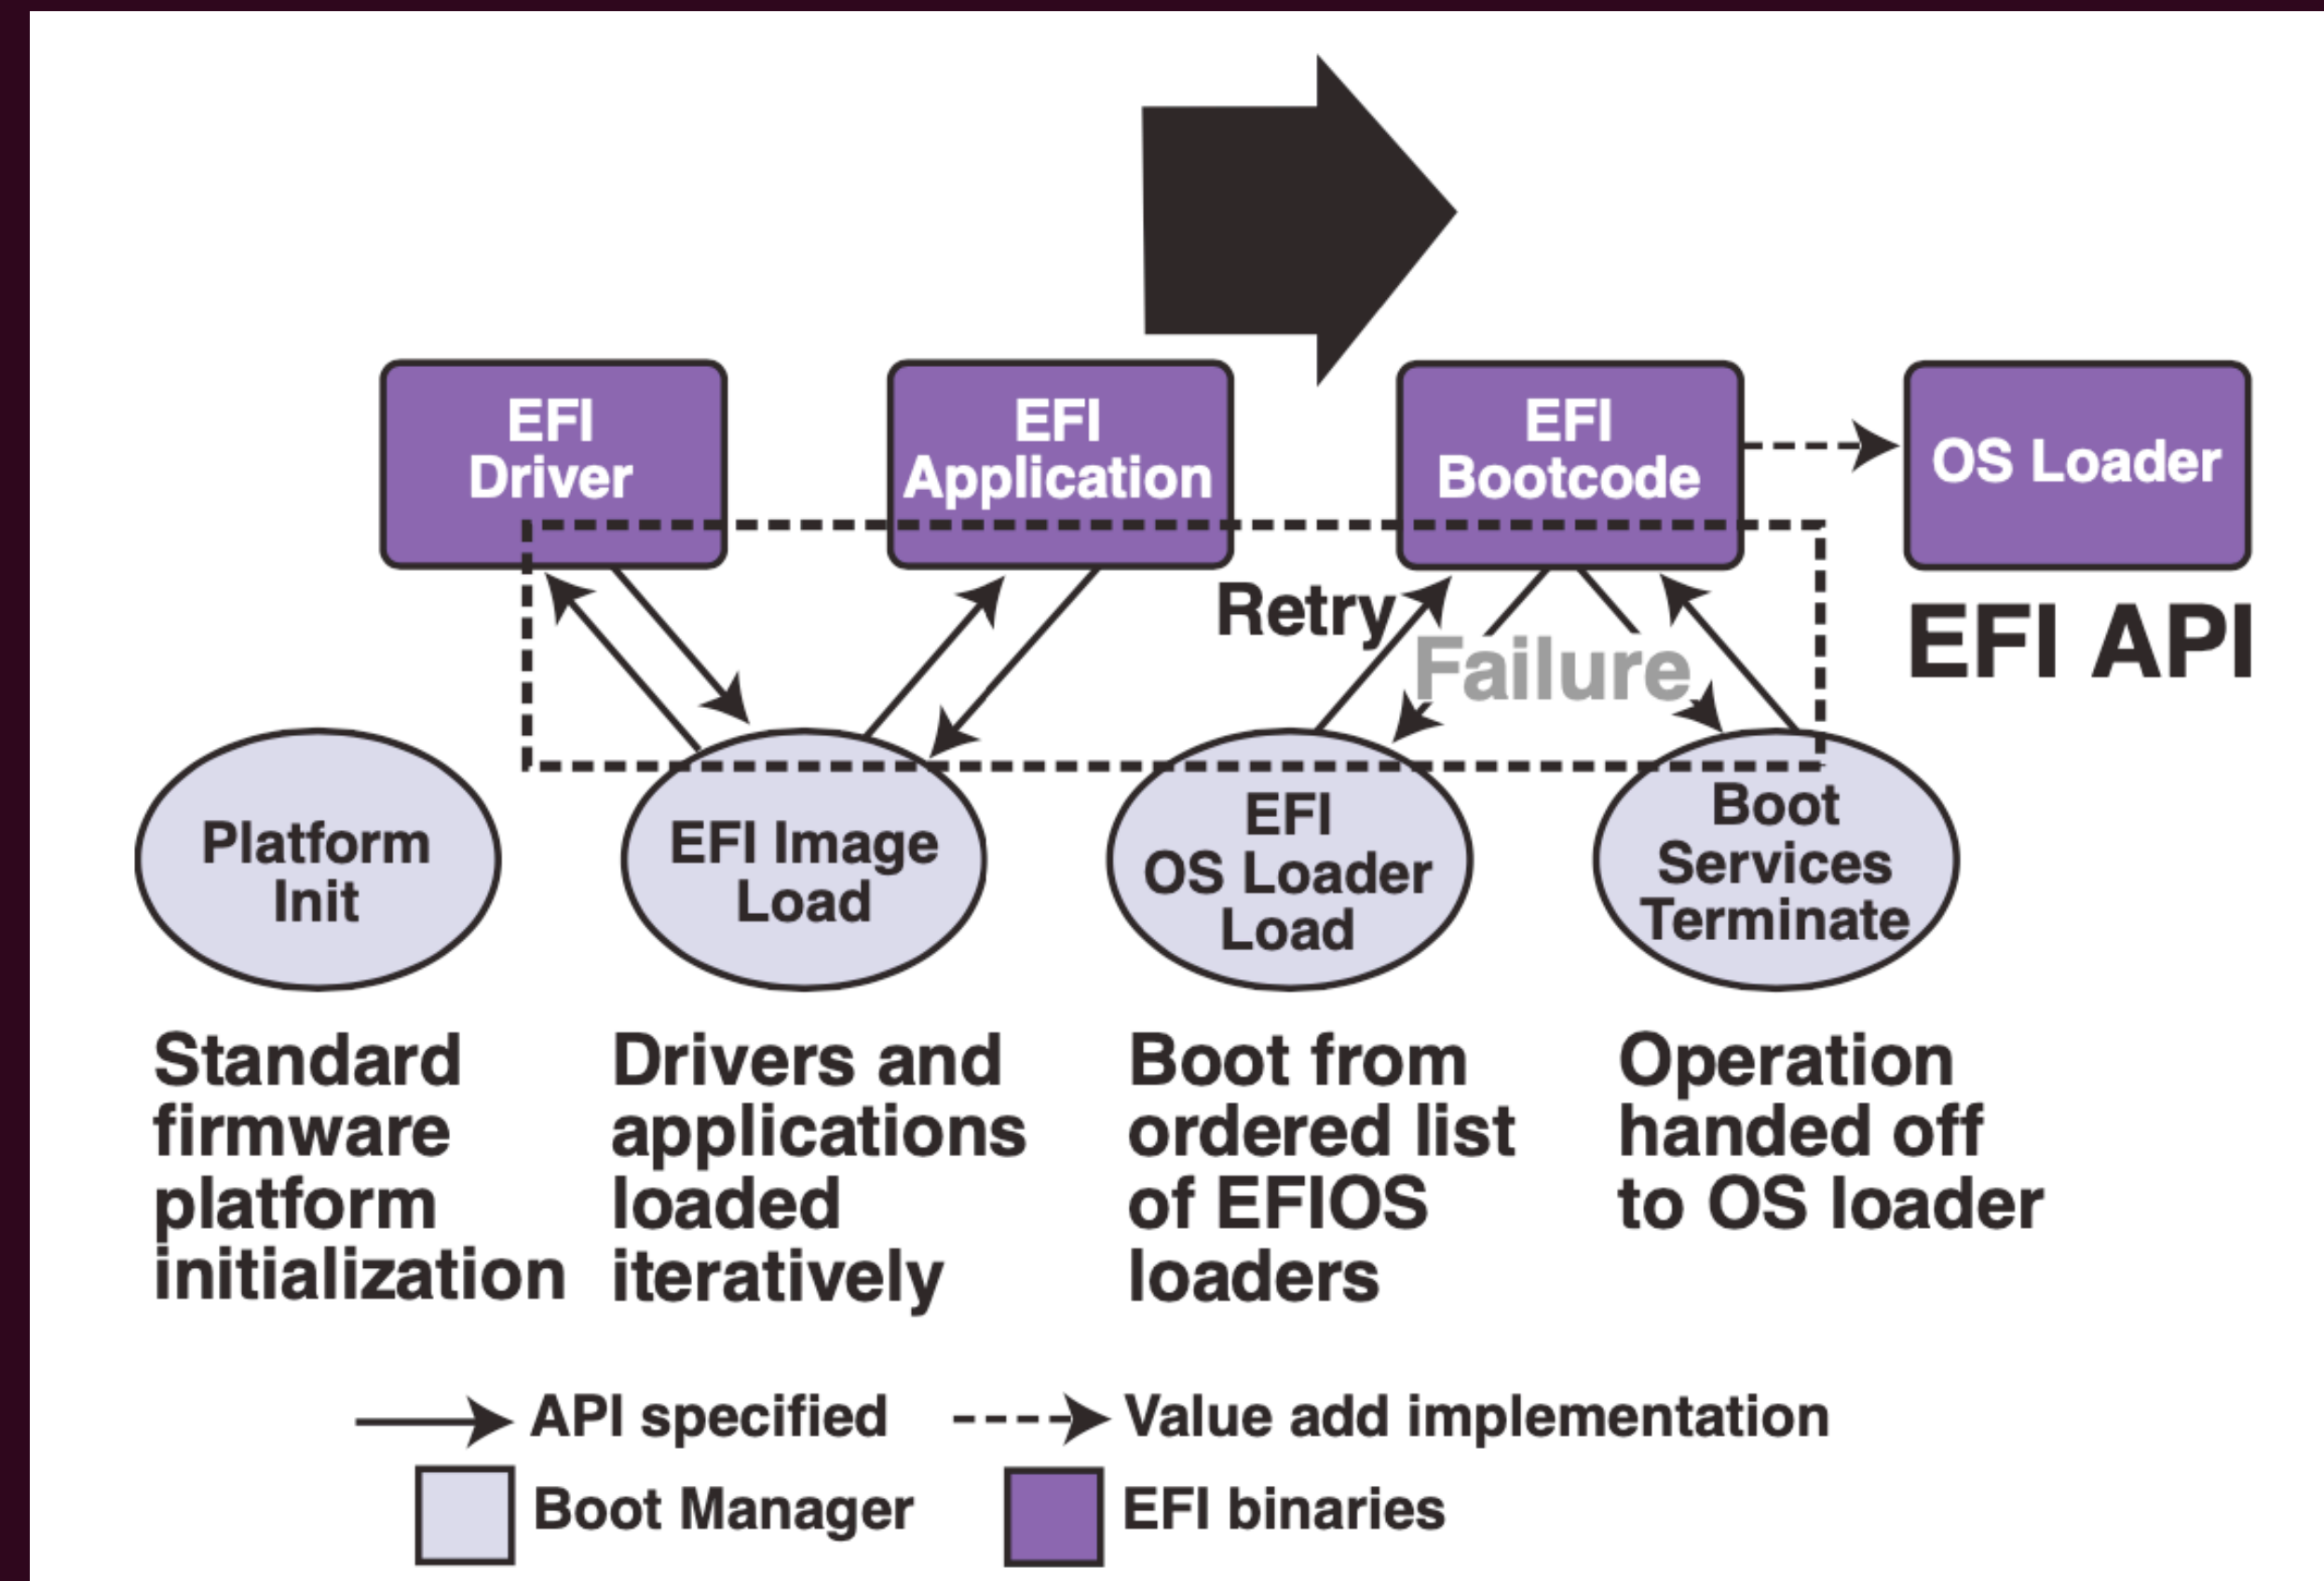 EFI
Driver
EFI
Application
EFI
Bootcode
OS Loader
Retry
Failure
EFI API
Platform
Init
EFI Image
Load
EFI
OS Loader
Load
Boot
Services
Terminate
Standard
firmware
platform
initialization
Drivers and
applications
loaded
iteratively
Boot from
ordered list
of EFIOS
loaders
Operation
handed off
to OS loader
API specified
Value add implementation
Boot Manager
EFI binaries